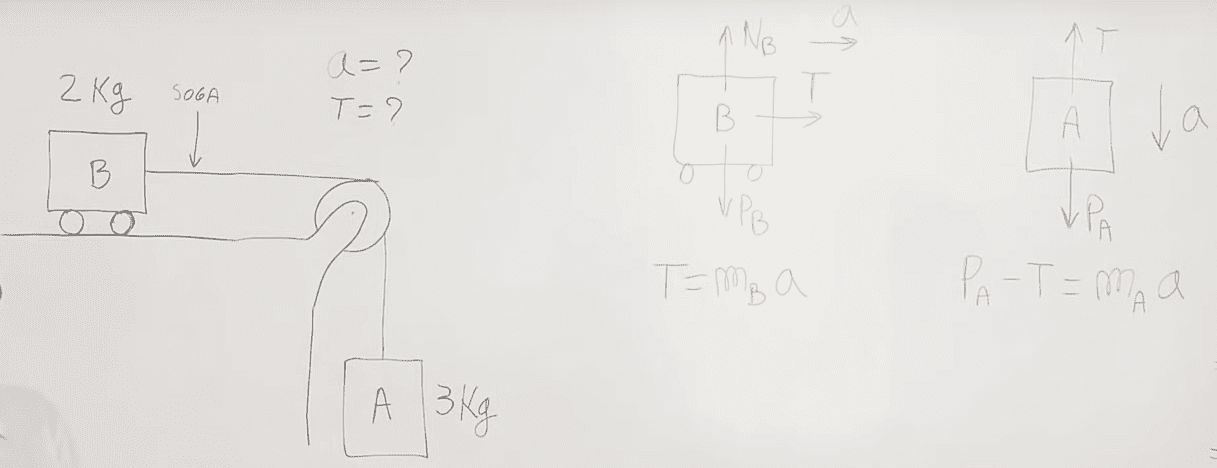 2 Kg
SOGA
a = ?
T = ?
B
A
3 Kg
N_B
a
T
B
P_B
T = m_B a
T
A
a
P_A
P_A - T = m_A a